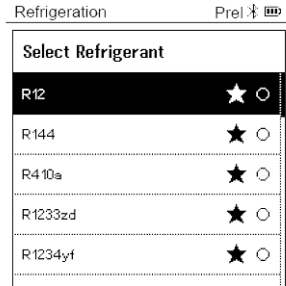 Refrigeration Prel
Select Refrigerant
R12
R144
R410a
R1233zd
R1234yf